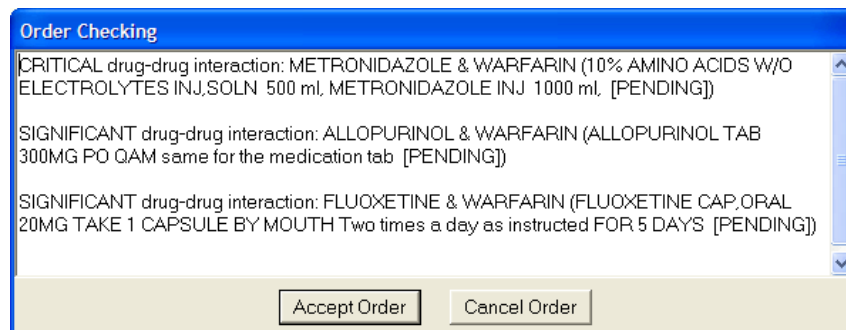 Order Checking
CRITICAL drug-drug interaction: METRONIDAZOLE & WARFARIN (10% AMINO ACIDS W/O
ELECTROLYTES INJ,SOLN  500 ml, METRONIDAZOLE INJ  1000 ml,  [PENDING])
SIGNIFICANT drug-drug interaction: ALLOPURINOL & WARFARIN (ALLOPURINOL TAB
300MG PO QAM same for the medication tab  [PENDING])
SIGNIFICANT drug-drug interaction: FLUOXETINE & WARFARIN (FLUOXETINE CAP,ORAL
20MG TAKE 1 CAPSULE BY MOUTH Two times a day as instructed FOR 5 DAYS  [PENDING])
Accept Order
Cancel Order